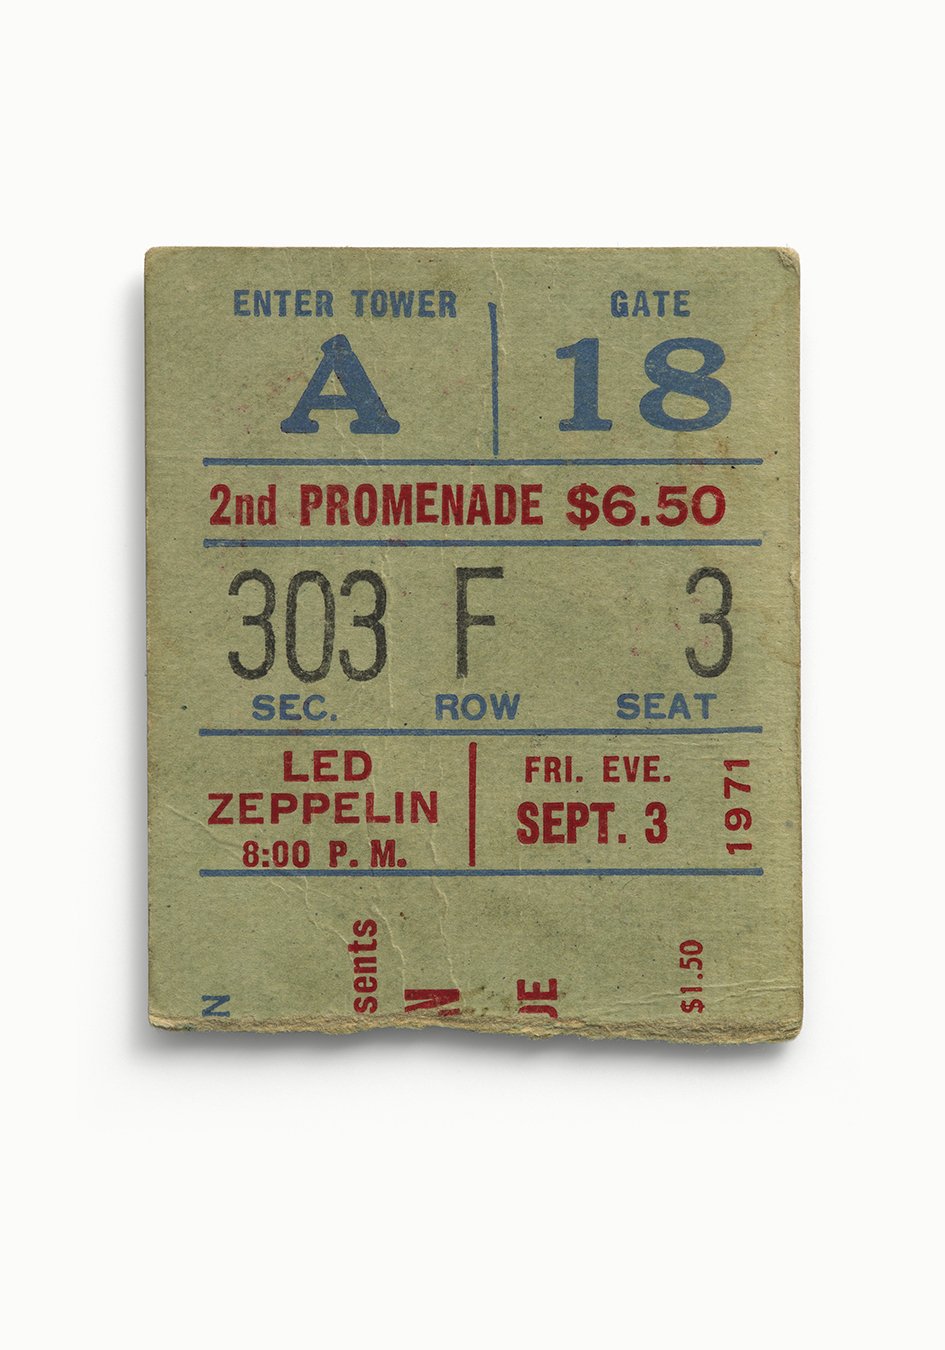 ENTER TOWER
GATE
A
18
2nd PROMENADE $6.50
303 F 3
SEC. ROW SEAT
LED
ZEPPELIN
8:00 P. M.
FRI. EVE.
SEPT. 3
1971
N
sents
N
$1.50